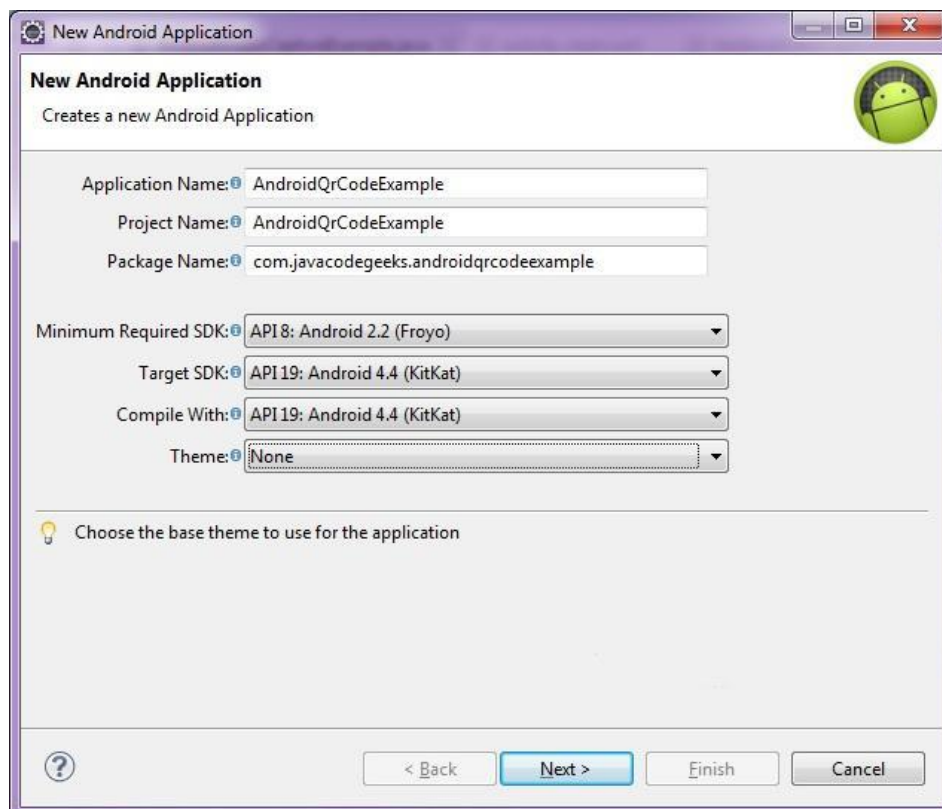 New Android Application
New Android Application
Creates a new Android Application
Application Name: AndroidQrCodeExample
Project Name: AndroidQrCodeExample
Package Name: com.javacodegeeks.androidqrcodeexample
Minimum Required SDK: API 8: Android 2.2 (Froyo)
Target SDK: API 19: Android 4.4 (KitKat)
Compile With: API 19: Android 4.4 (KitKat)
Theme: None
Choose the base theme to use for the application
? < Back Next > Finish Cancel